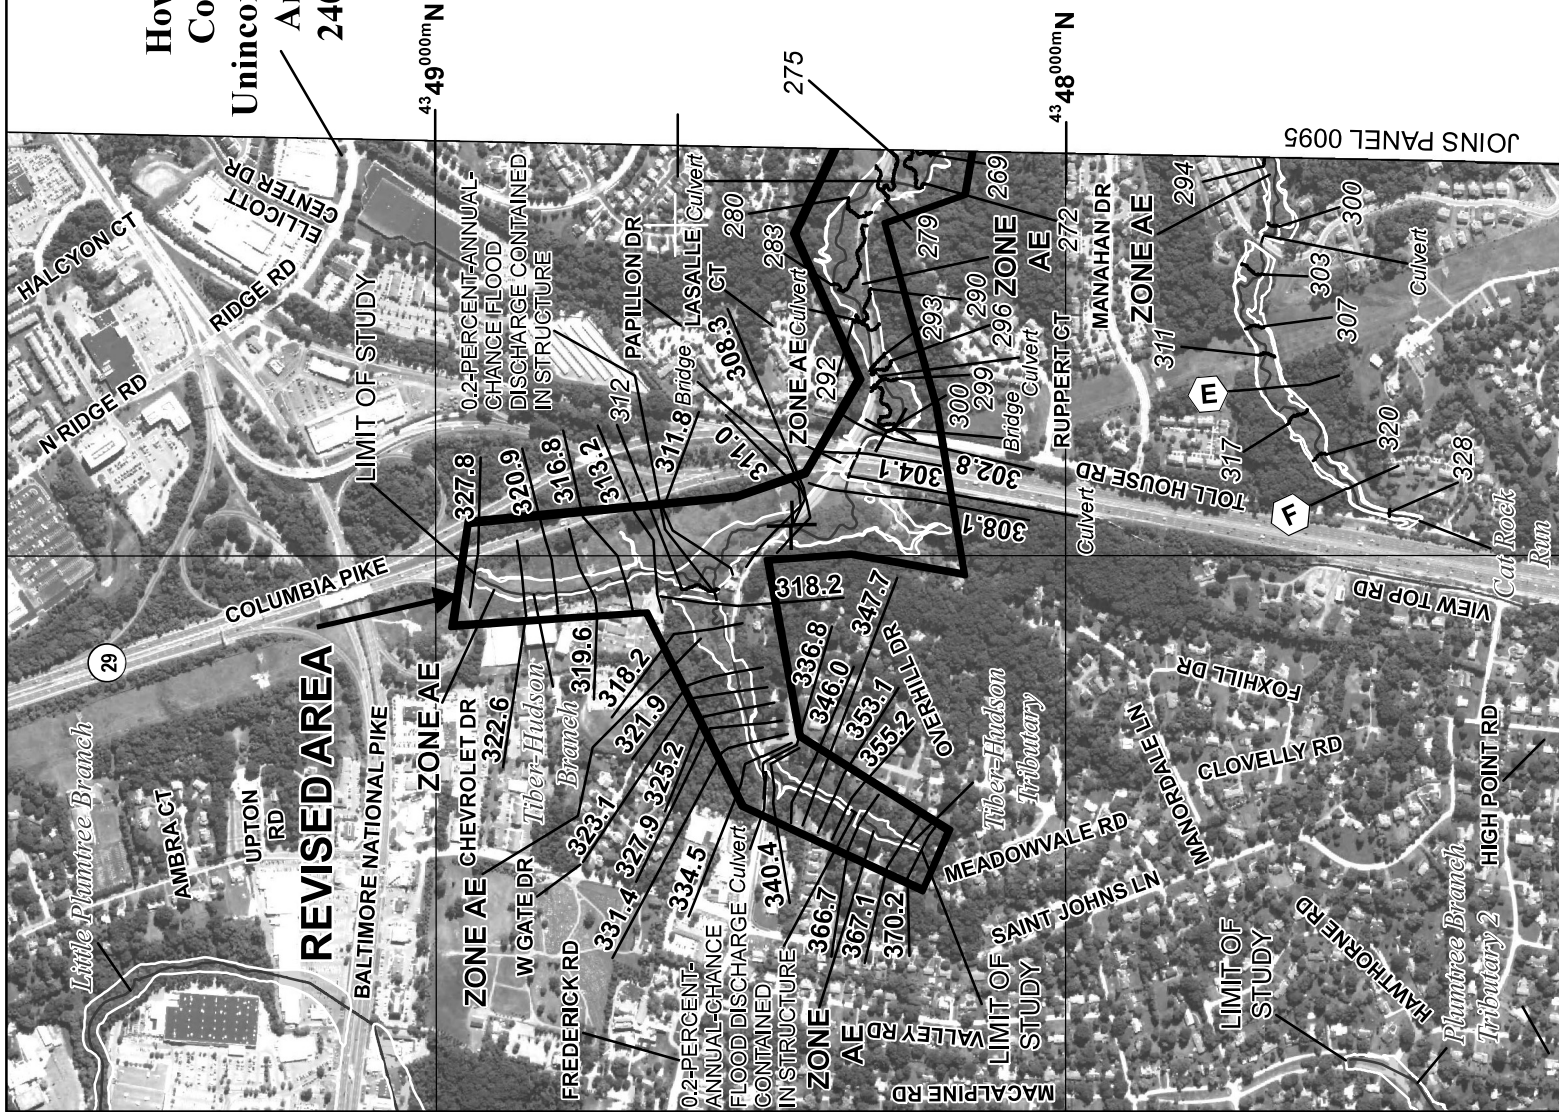 How
Co
Uninco
A
240
4349000mN
4348000mN
JOINS PANEL 0095
275
HALCYON CT
ELLICOTT
CENTER DR
RIDGE RD
N RIDGE RD
LIMIT OF STUDY
0.2-PERCENT-ANNUAL-
CHANCE FLOOD
DISCHARGE CONTAINED
IN STRUCTURE
PAPILLON DR
LASALLE
CT
Culvert
280
283
Culvert
ZONE AE
292
Bridge
308.3
312
311.8
311.0
313.2
316.8
320.9
327.8
269
272
279
ZONE
AE
290
293
296
299
300
Culvert
Bridge
RUPPERT CT
302.8
304.1
308.1
Culvert
TOLL HOUSE RD
MANAHAN DR
ZONE AE
294
300
303
Culvert
307
311
E
317
320
F
328
Cat Rock
Run
COLUMBIA PIKE
29
REVISED AREA
BALTIMORE NATIONAL PIKE
Little Plumtree Branch
AMBRA CT
UPTON
RD
ZONE AE
CHEVROLET DR
322.6
Tiber-Hudson
Branch
319.6
318.2
321.9
323.1
325.2
327.9
331.4
334.5
340.4
ZONE AE
W GATE DR
FREDERICK RD
0.2-PERCENT-
ANNUAL-CHANCE
FLOOD DISCHARGE
CONTAINED
IN STRUCTURE
Culvert
318.2
336.8
346.0
347.7
353.1
355.2
OVERHILL DR
366.7
367.1
370.2
ZONE
AE
VALLEY RD
LIMIT OF
STUDY
MACALPINE RD
Tiber-Hudson
Tributary
MEADOWVALE RD
SAINT JOHNS LN
VIEW TOP RD
FOXHILL DR
MANORDALE LN
CLOVELLY RD
HIGH POINT RD
HAWTHORNE RD
LIMIT OF
STUDY
Plumtree Branch
Tributary 2